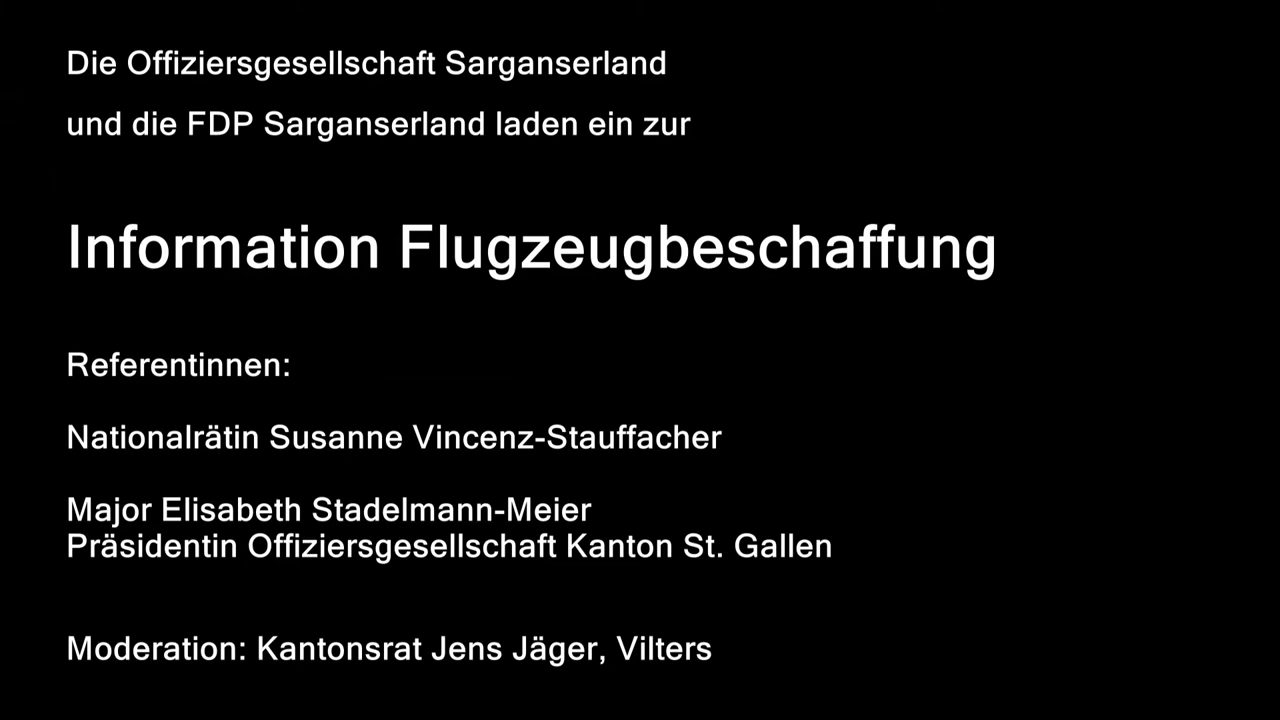 Die Offiziersgesellschaft Sarganserland
und die FDP Sarganserland laden ein zur
Information Flugzeugbeschaffung
Referentinnen:
Nationalrätin Susanne Vincenz-Stauffacher
Major Elisabeth Stadelmann-Meier
Präsidentin Offiziersgesellschaft Kanton St. Gallen
Moderation: Kantonsrat Jens Jäger, Vilters